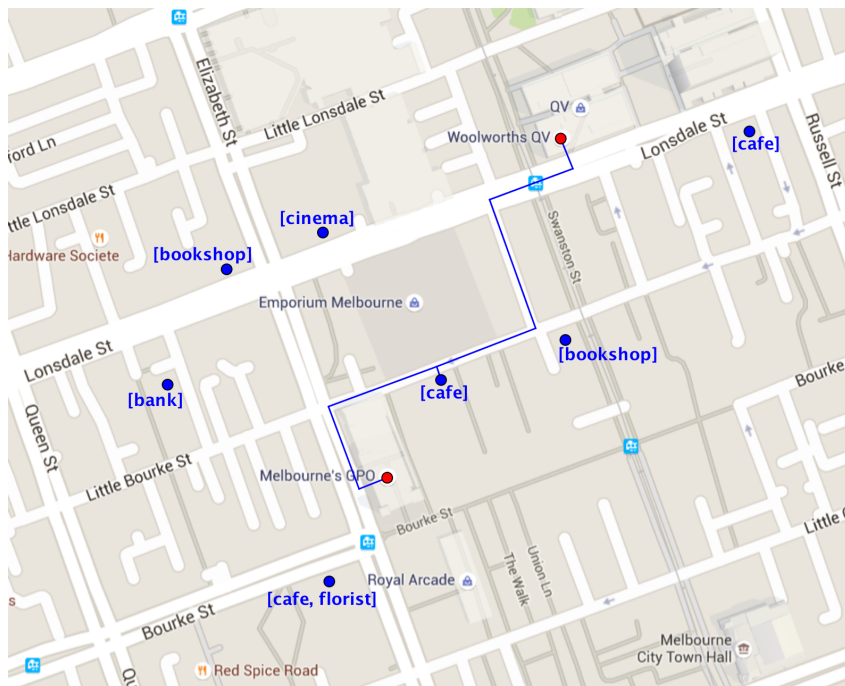 Elizabeth St
Little Lonsdale St
QV
Woolworths QV
Lonsdale St
[cafe]
Russell St
ford Ln
ttle Lonsdale St
[cinema]
[bookshop]
Hardware Societe
Swanston St
Emporium Melbourne
Lonsdale St
[bookshop]
[cafe]
[bank]
Bourke
Queen St
Little Bourke St
Melbourne's GPO
Bourke St
Little
Union Ln
The Walk
Royal Arcade
[cafe, florist]
s
Bourke St
Melbourne
City Town Hall
Red Spice Road
Qu